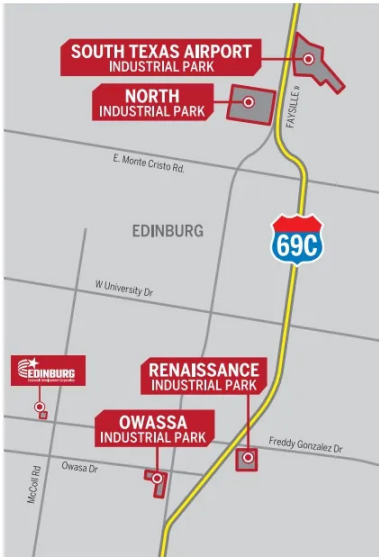 SOUTH TEXAS AIRPORT
INDUSTRIAL PARK
NORTH
INDUSTRIAL PARK
FAYSILLE »
E. Monte Cristo Rd.
EDINBURG
69C
W University Dr
EDINBURG
RENAISSANCE
INDUSTRIAL PARK
OWASSA
INDUSTRIAL PARK
Freddy Gonzalez Dr
Owasa Dr
McColl Rd